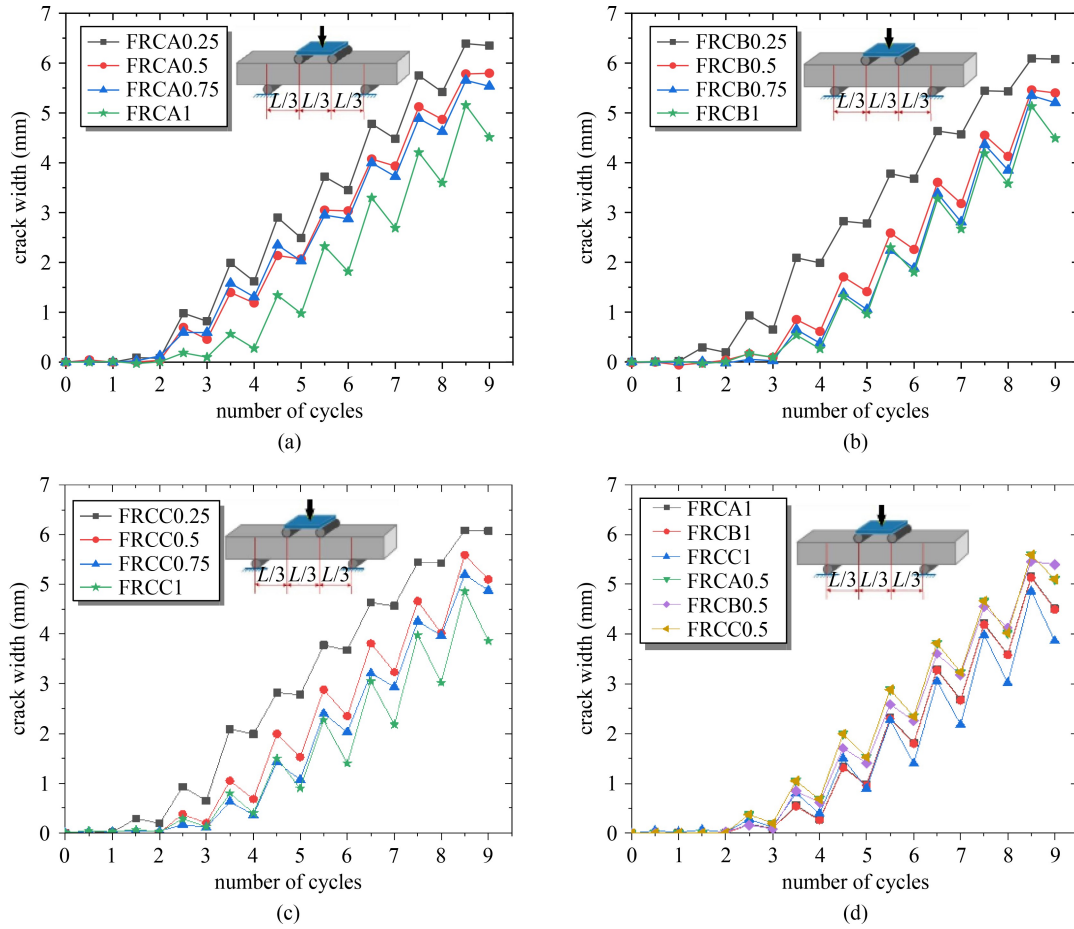 7
6
5
4
3
2
1
0
crack width (mm)
FRCA0.25
FRCA0.5
FRCA0.75
FRCA1
L/3 L/3 L/3
0 1 2 3 4 5 6 7 8 9
number of cycles
(a)
7
6
5
4
3
2
1
0
crack width (mm)
FRCB0.25
FRCB0.5
FRCB0.75
FRCB1
L/3 L/3 L/3
0 1 2 3 4 5 6 7 8 9
number of cycles
(b)
7
6
5
4
3
2
1
0
crack width (mm)
FRCC0.25
FRCC0.5
FRCC0.75
FRCC1
L/3 L/3 L/3
0 1 2 3 4 5 6 7 8 9
number of cycles
(c)
7
6
5
4
3
2
1
0
crack width (mm)
FRCA1
FRCB1
FRCC1
FRCA0.5
FRCB0.5
FRCC0.5
L/3 L/3 L/3
0 1 2 3 4 5 6 7 8 9
number of cycles
(d)